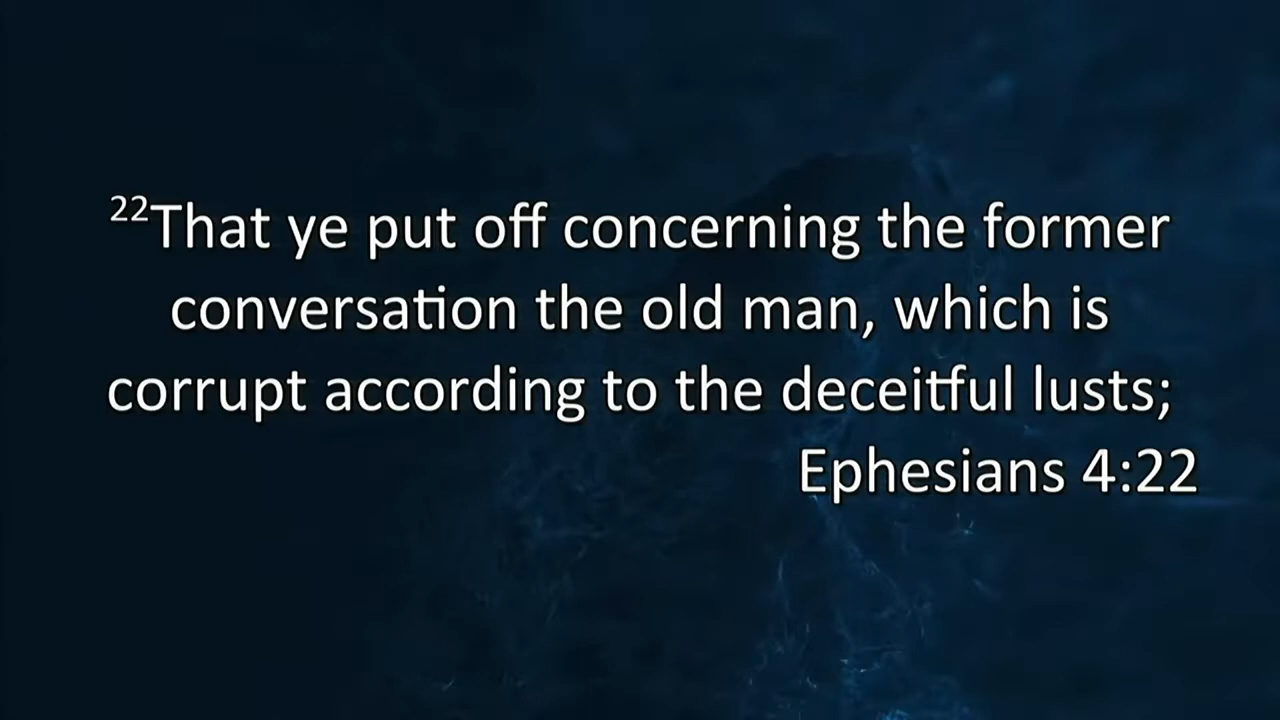 ²²That ye put off concerning the former
conversation the old man, which is
corrupt according to the deceitful lusts;
Ephesians 4:22